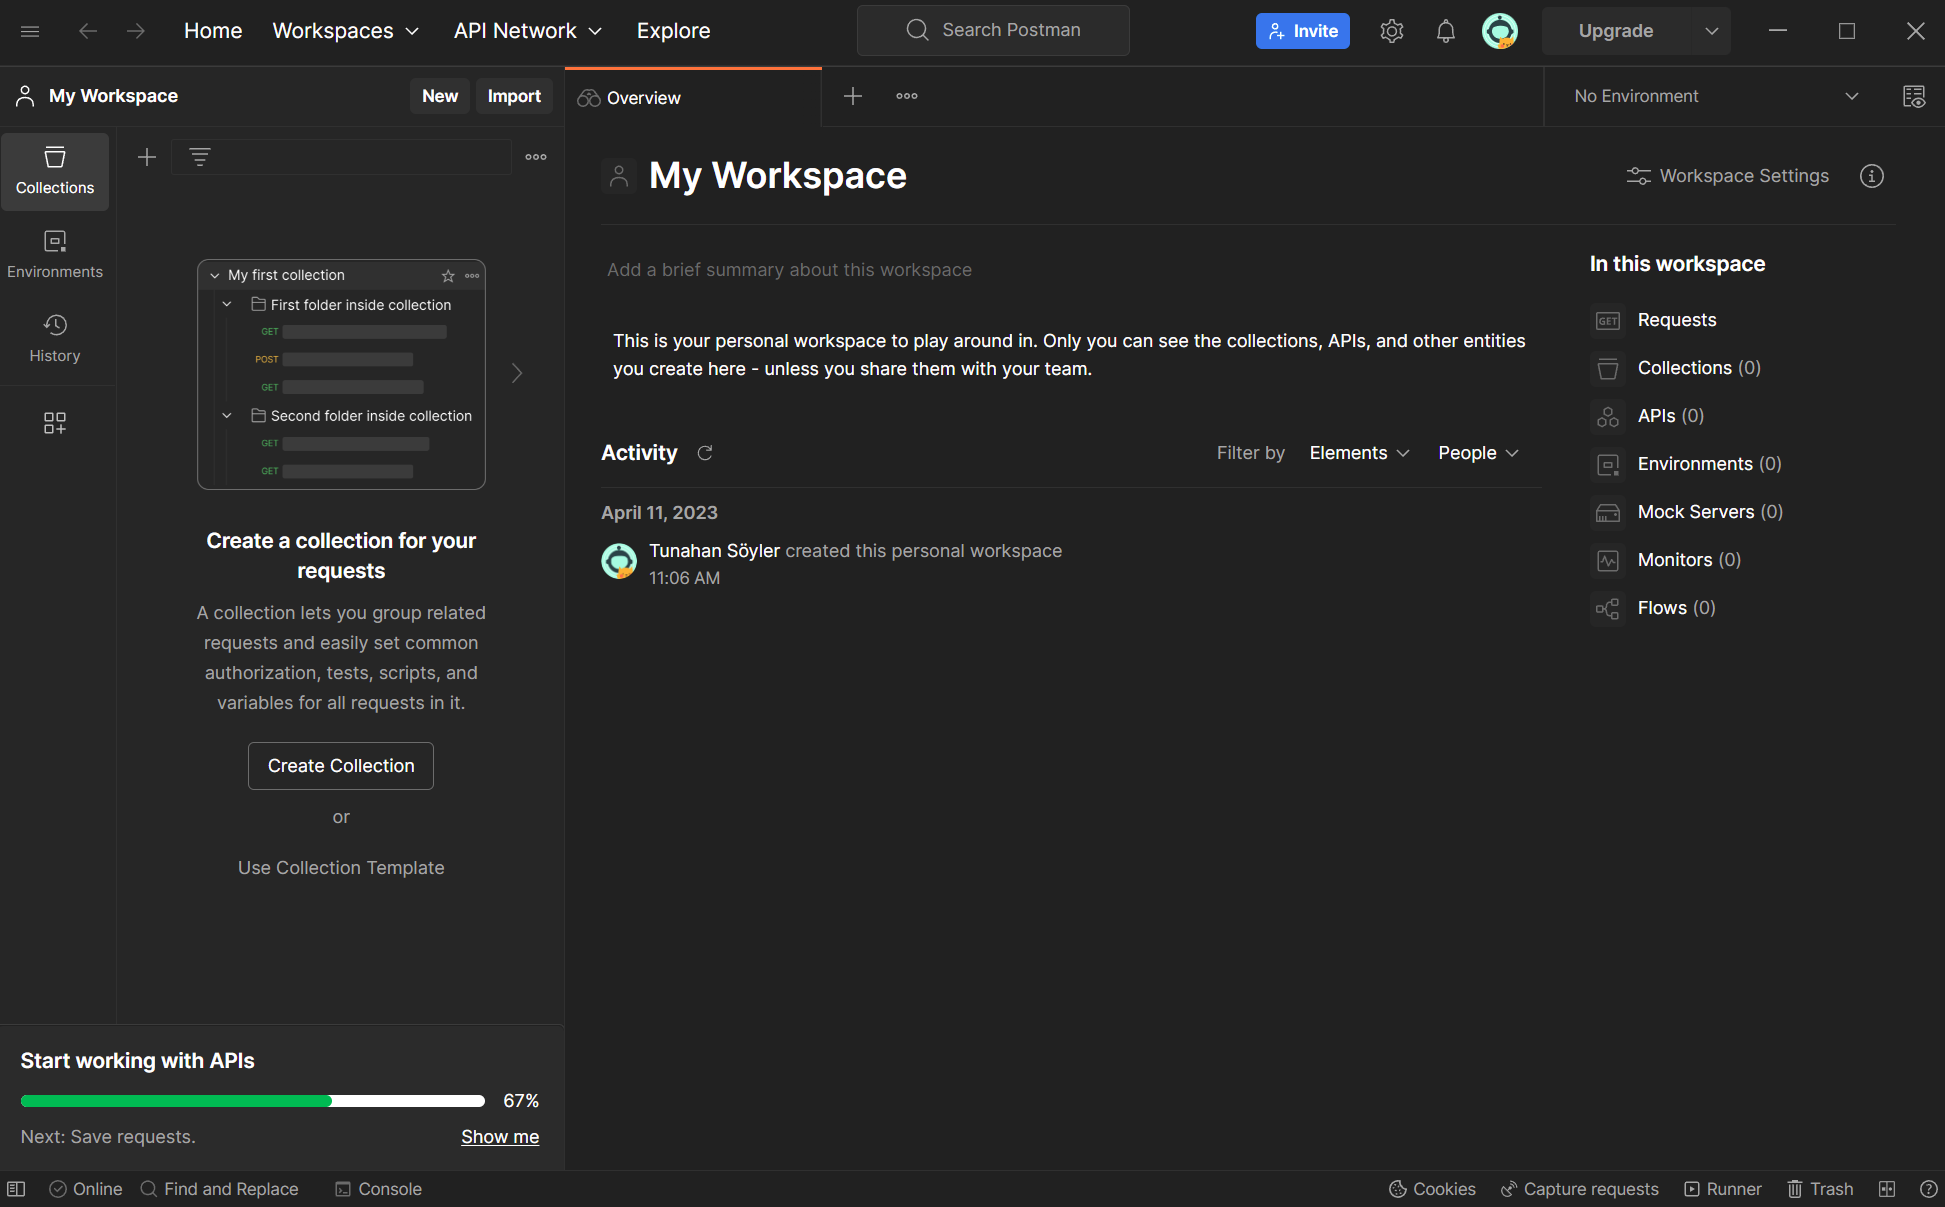 Home
Workspaces
API Network
Explore
Search Postman
Invite
Upgrade
My Workspace
New
Import
Overview
No Environment
Collections
Environments
History
My first collection
First folder inside collection
GET
POST
GET
Second folder inside collection
GET
GET
Create a collection for your
requests
A collection lets you group related
requests and easily set common
authorization, tests, scripts, and
variables for all requests in it.
Create Collection
or
Use Collection Template
Start working with APIs
67%
Next: Save requests.
Show me
My Workspace
Workspace Settings
Add a brief summary about this workspace
This is your personal workspace to play around in. Only you can see the collections, APIs, and other entities
you create here - unless you share them with your team.
Activity
Filter by
Elements
People
April 11, 2023
Tunahan Söyler created this personal workspace
11:06 AM
In this workspace
GET Requests
Collections (0)
APIs (0)
Environments (0)
Mock Servers (0)
Monitors (0)
Flows (0)
Online
Find and Replace
Console
Cookies
Capture requests
Runner
Trash